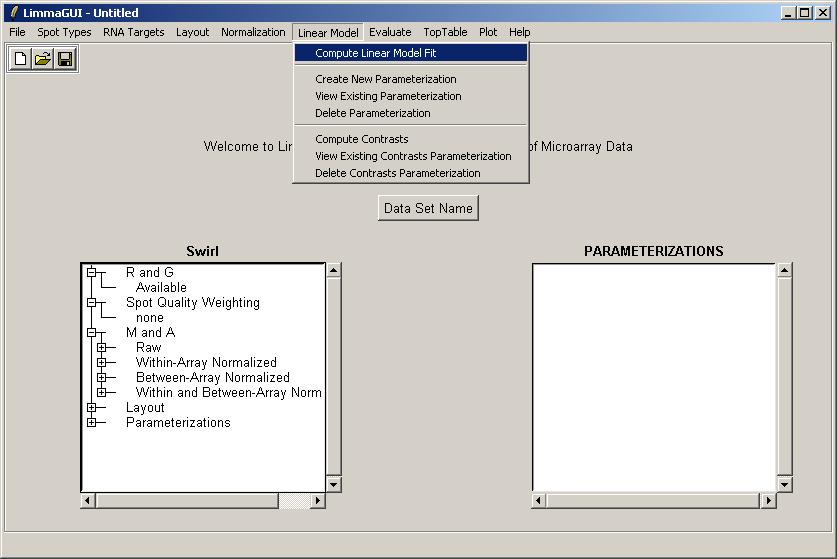 LimmaGUI - Untitled
File Spot Types RNA Targets Layout Normalization Linear Model Evaluate TopTable Plot Help
Compute Linear Model Fit
Create New Parameterization
View Existing Parameterization
Delete Parameterization
Compute Contrasts
View Existing Contrasts Parameterization
Delete Contrasts Parameterization
Welcome to Lim of Microarray Data
Data Set Name
Swirl
R and G
Available
Spot Quality Weighting
none
M and A
Raw
Within-Array Normalized
Between-Array Normalized
Within and Between-Array Norm
Layout
Parameterizations
PARAMETERIZATIONS